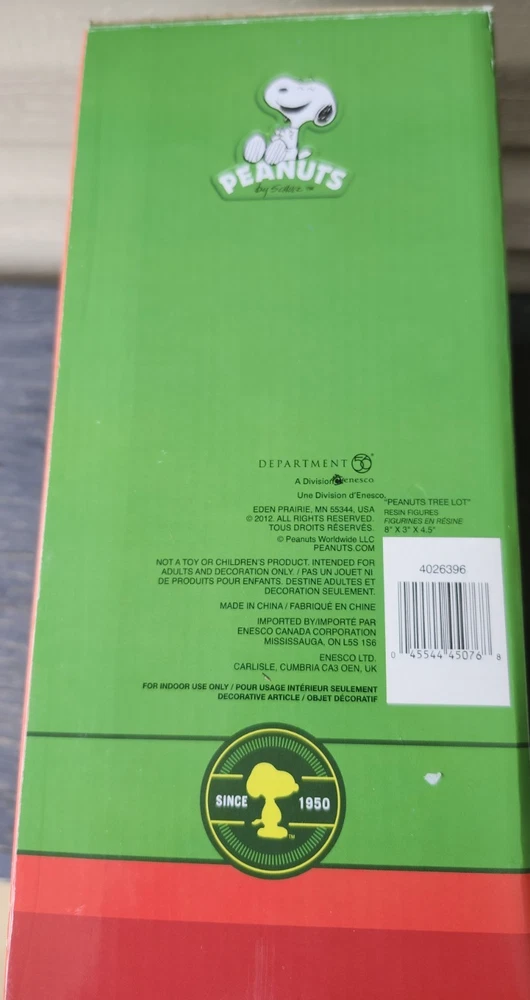 PEANUTS
by Schulz ™
DEPARTMENT 56®
A Division enesco
Une Division d'Enesco.
EDEN PRAIRIE, MN 55344, USA
© 2012. ALL RIGHTS RESERVED.
TOUS DROITS RÉSERVÉS.
© Peanuts Worldwide LLC
PEANUTS.COM
NOT A TOY OR CHILDREN'S PRODUCT. INTENDED FOR
ADULTS AND DECORATION ONLY. / PAS UN JOUET NI
DE PRODUITS POUR ENFANTS. DESTINE ADULTES ET
DECORATION SEULEMENT.
MADE IN CHINA / FABRIQUÉ EN CHINE
IMPORTED BY/IMPORTÉ PAR
ENESCO CANADA CORPORATION
MISSISSAUGA, ON L5S 1S6
ENESCO LTD.
CARLISLE, CUMBRIA CA3 OEN, UK
FOR INDOOR USE ONLY / POUR USAGE INTÉRIEUR SEULEMENT
DECORATIVE ARTICLE / OBJET DÉCORATIF
"PEANUTS TREE LOT"
RESIN FIGURES
FIGURINES EN RÉSINE
8" X 3" X 4.5"
4026396
0 45544 45076 8
SINCE 1950
™